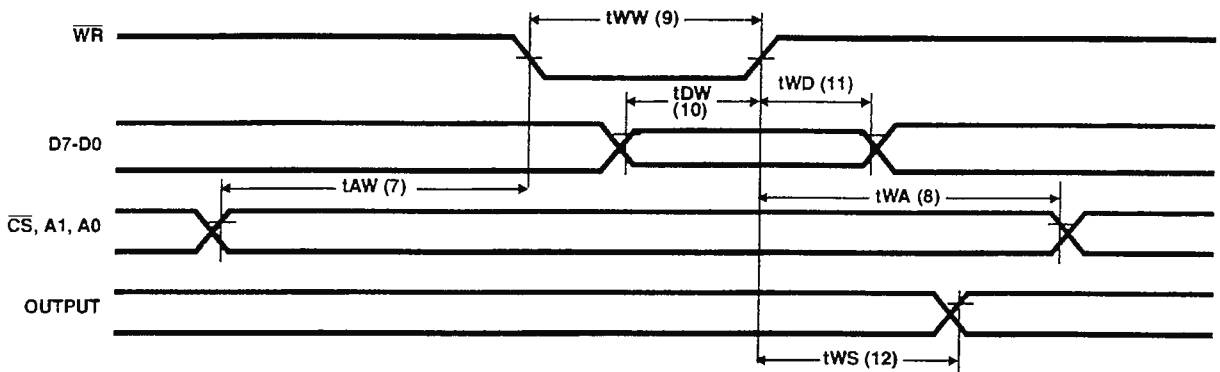 tWW (9)
WR
tDW
(10)
tWD (11)
D7-D0
tAW (7)
tWA (8)
CS, A1, A0
OUTPUT
tWS (12)